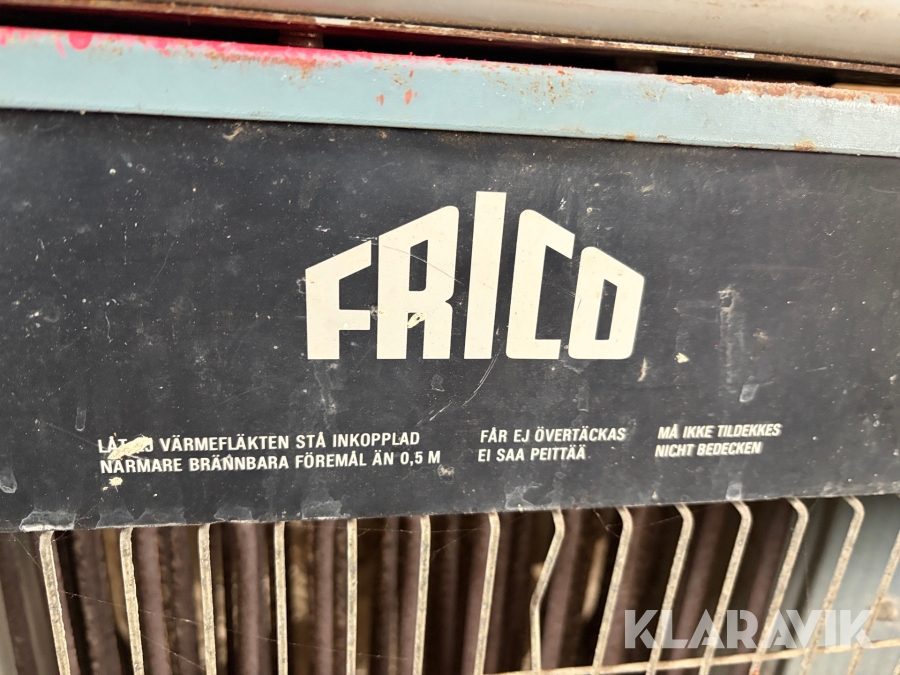 FRICO
LÅT VÄRMEFLÄKTEN STÅ INKOPPLAD
NÄRMARE BRÄNNBARA FÖREMÅL ÄN 0,5 M
FÅR EJ ÖVERTÄCKAS
EI SAA PEITTÄÄ
MÅ IKKE TILDEKKES
NICHT BEDECKEN
KLARAVIK